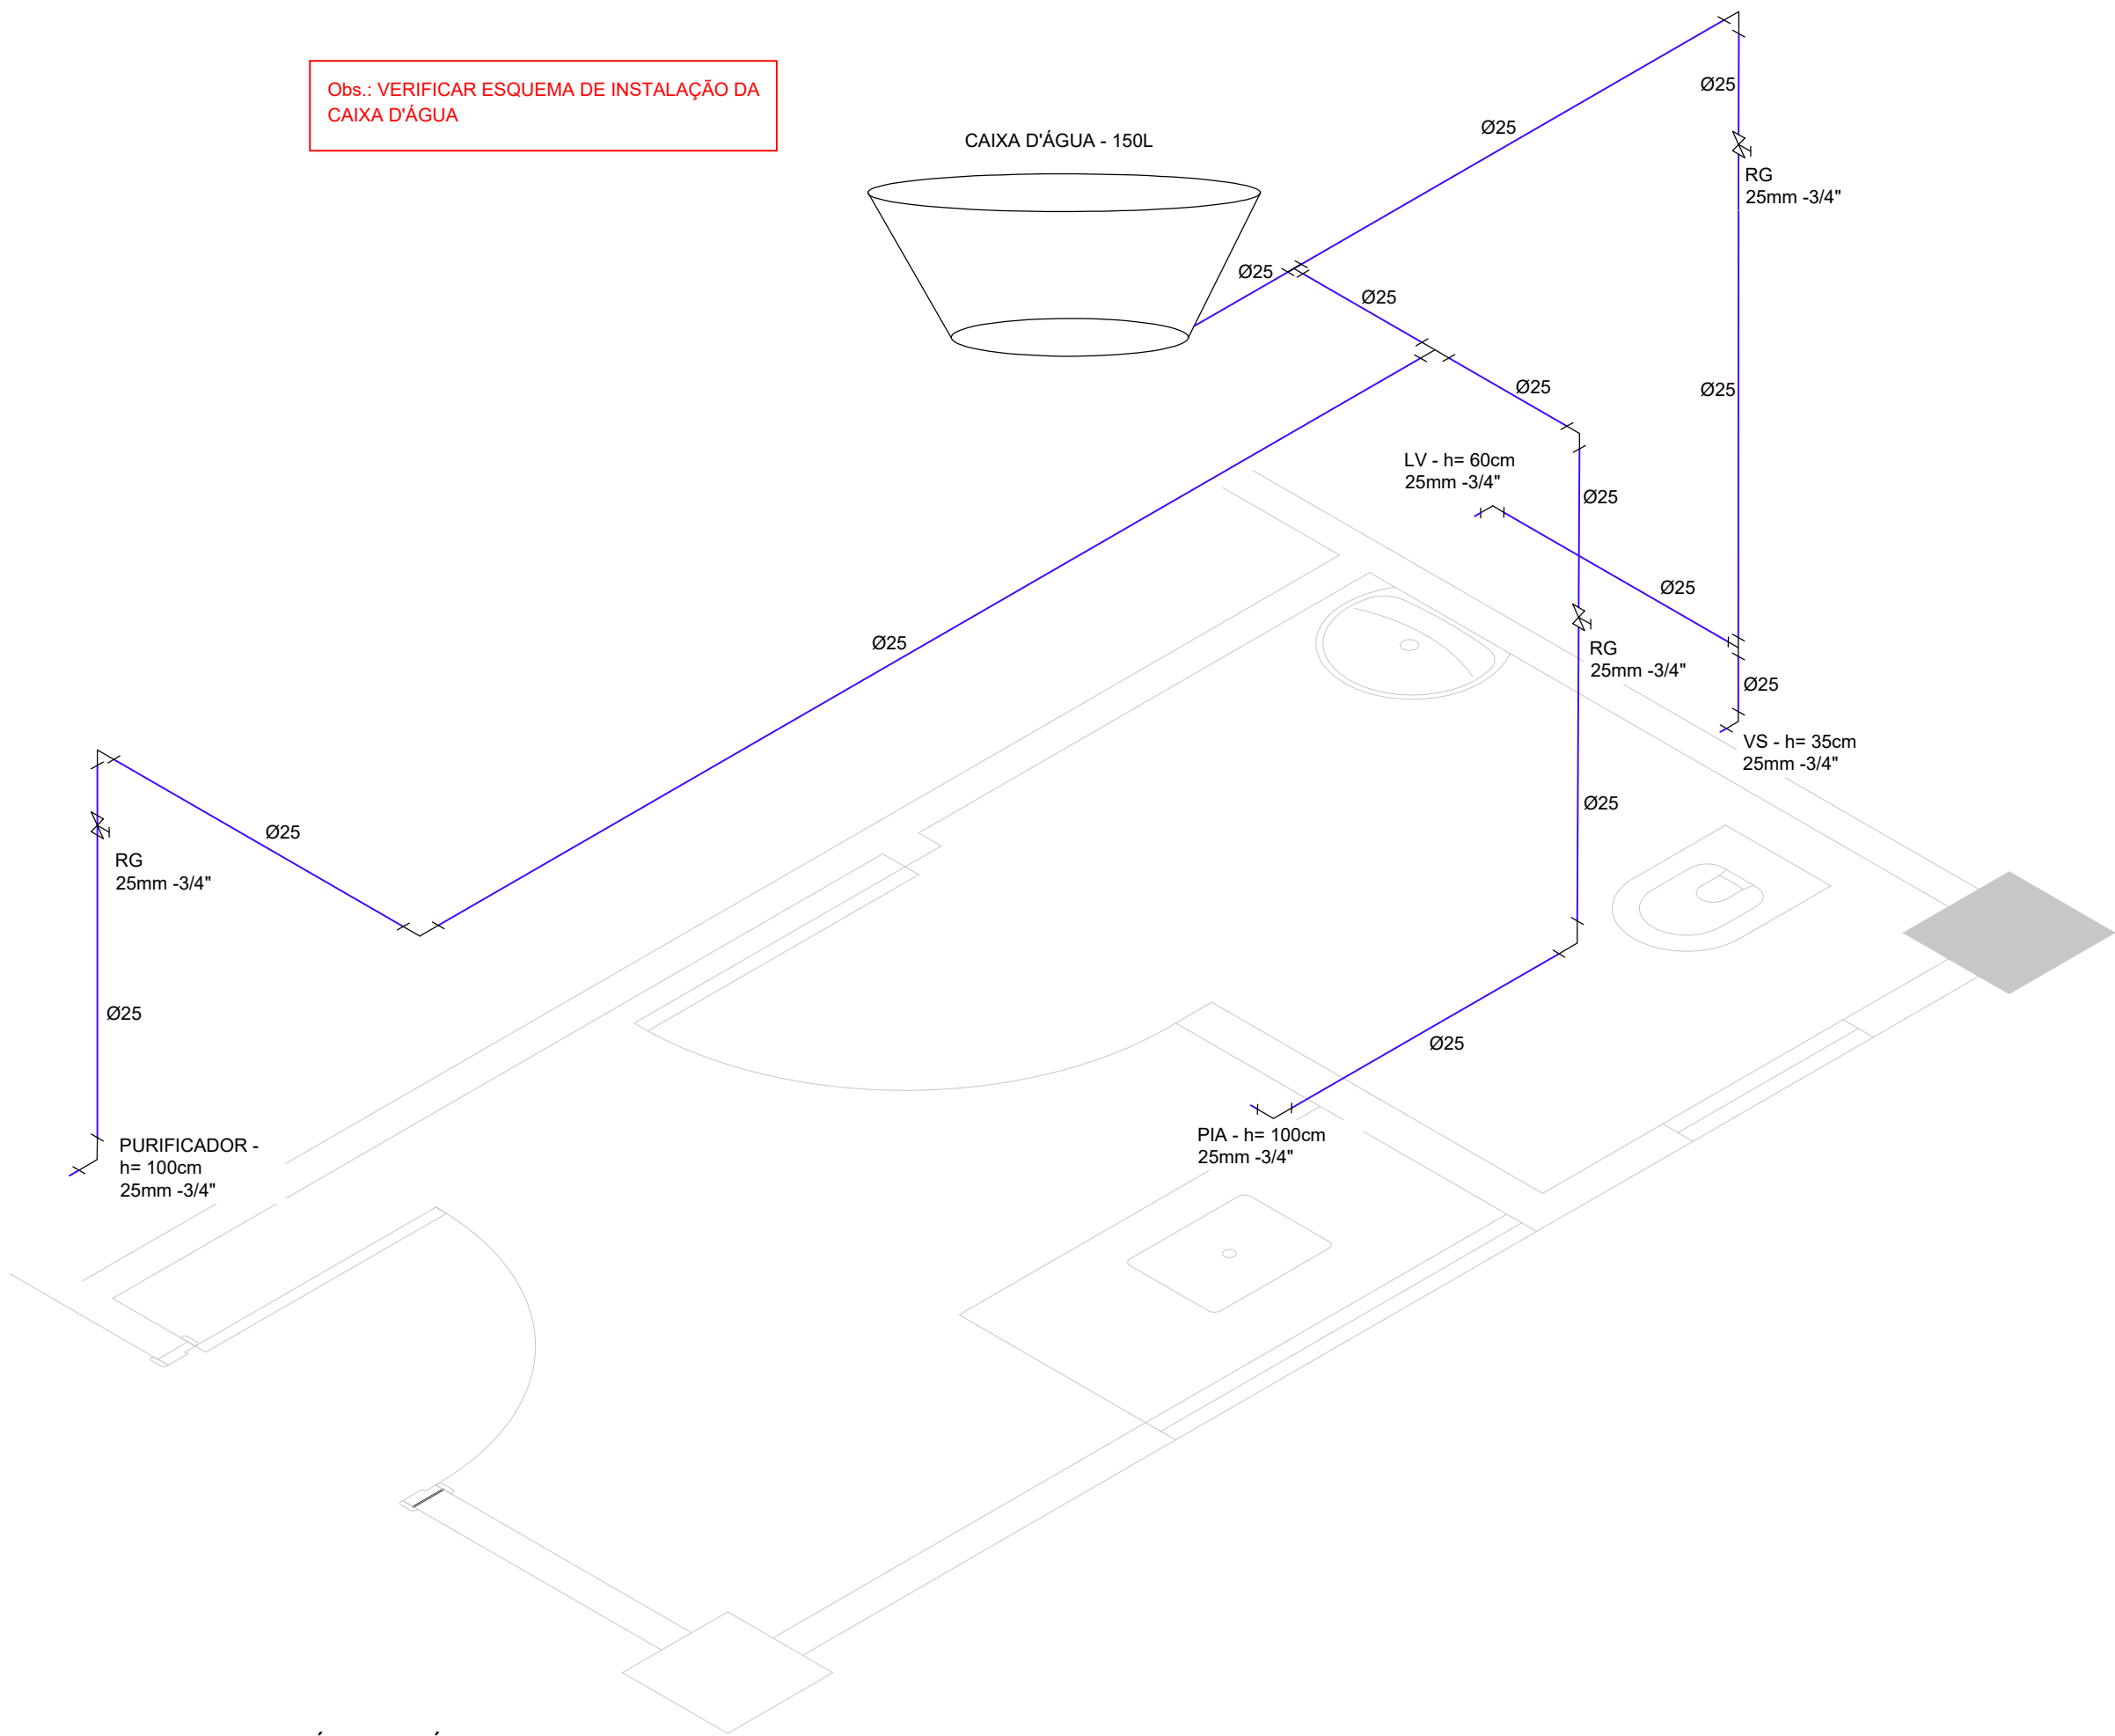 Obs.: VERIFICAR ESQUEMA DE INSTALAÇÃO DA
CAIXA D'ÁGUA
CAIXA D'ÁGUA - 150L
Ø25
Ø25
RG
25mm -3/4"
Ø25
Ø25
Ø25
Ø25
LV - h= 60cm
25mm -3/4"
Ø25
Ø25
Ø25
RG
25mm -3/4"
Ø25
VS - h= 35cm
25mm -3/4"
Ø25
Ø25
RG
25mm -3/4"
Ø25
Ø25
PURIFICADOR -
h= 100cm
25mm -3/4"
PIA - h= 100cm
25mm -3/4"